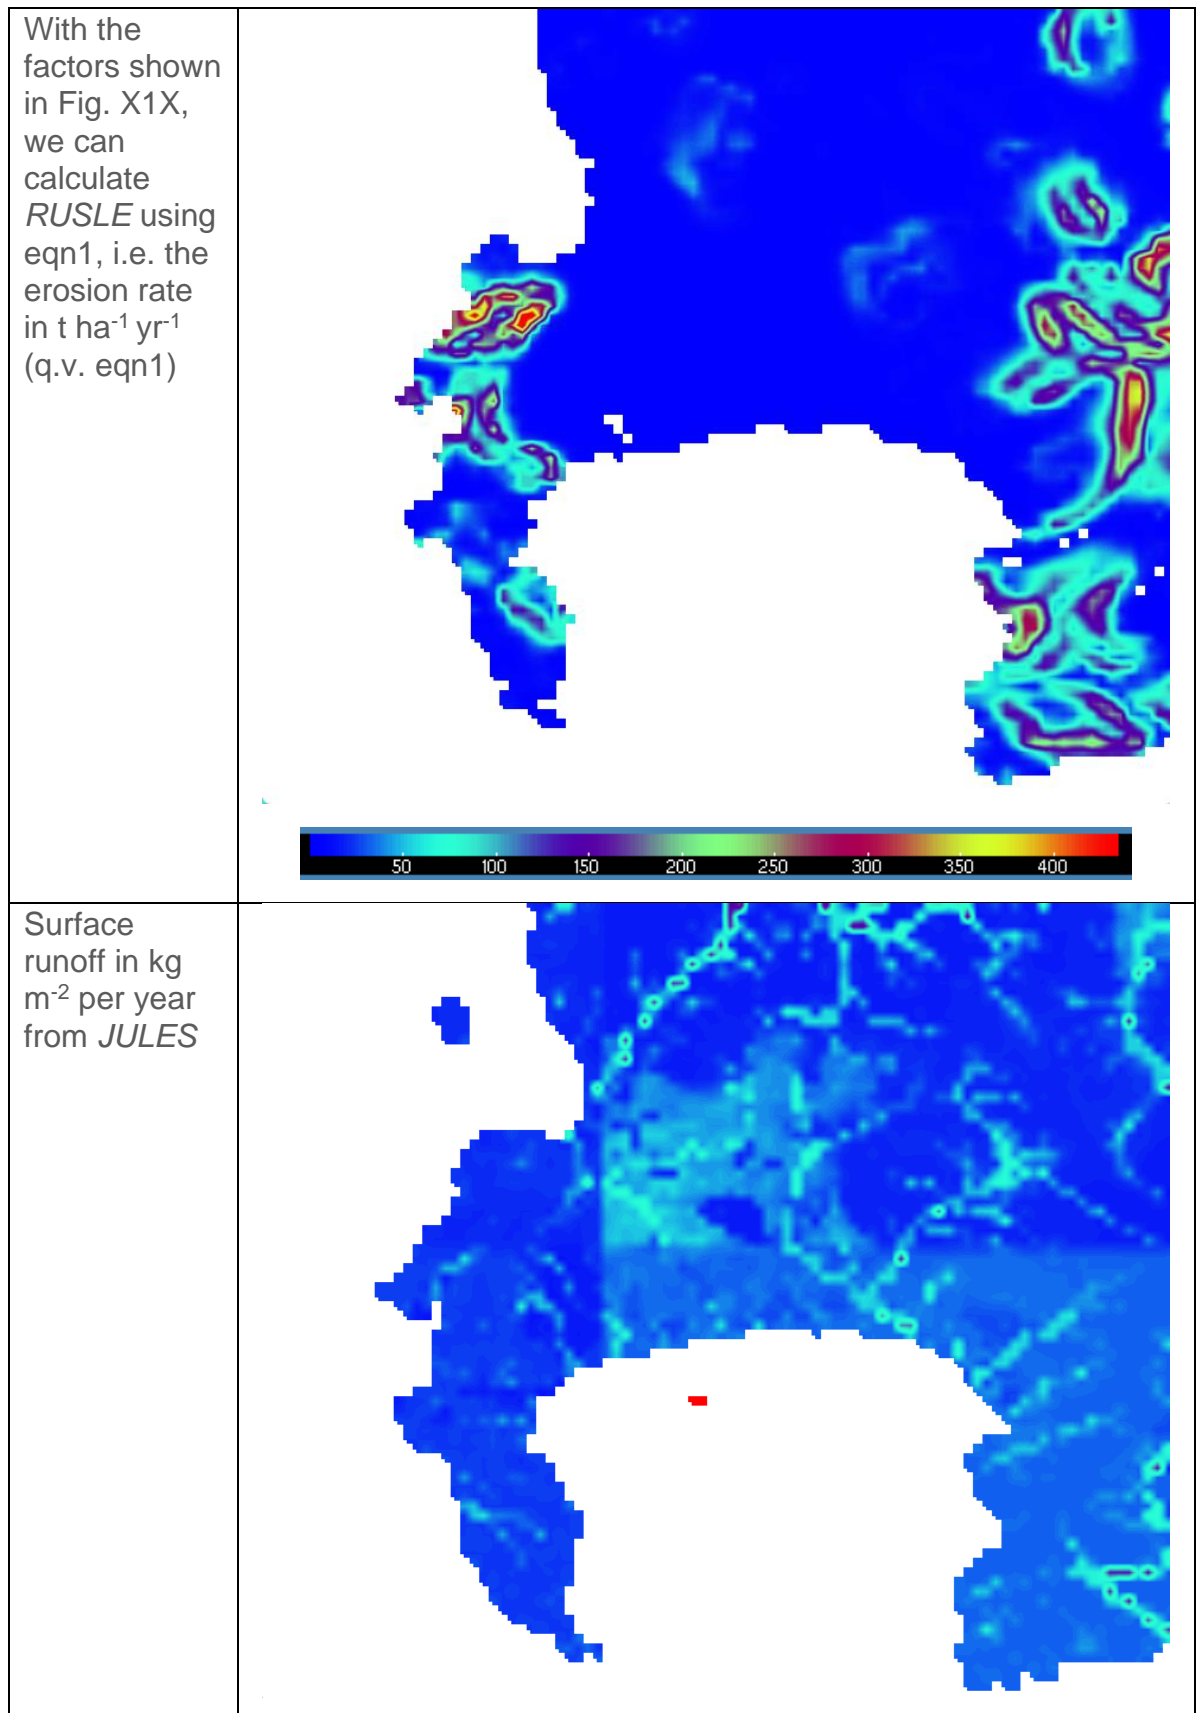 With the
factors shown
in Fig. X1X,
we can
calculate
RUSLE using
eqn1, i.e. the
erosion rate
in t ha-1 yr-1
(q.v. eqn1)
50 100 150 200 250 300 350 400
Surface
runoff in kg
m-2 per year
from JULES